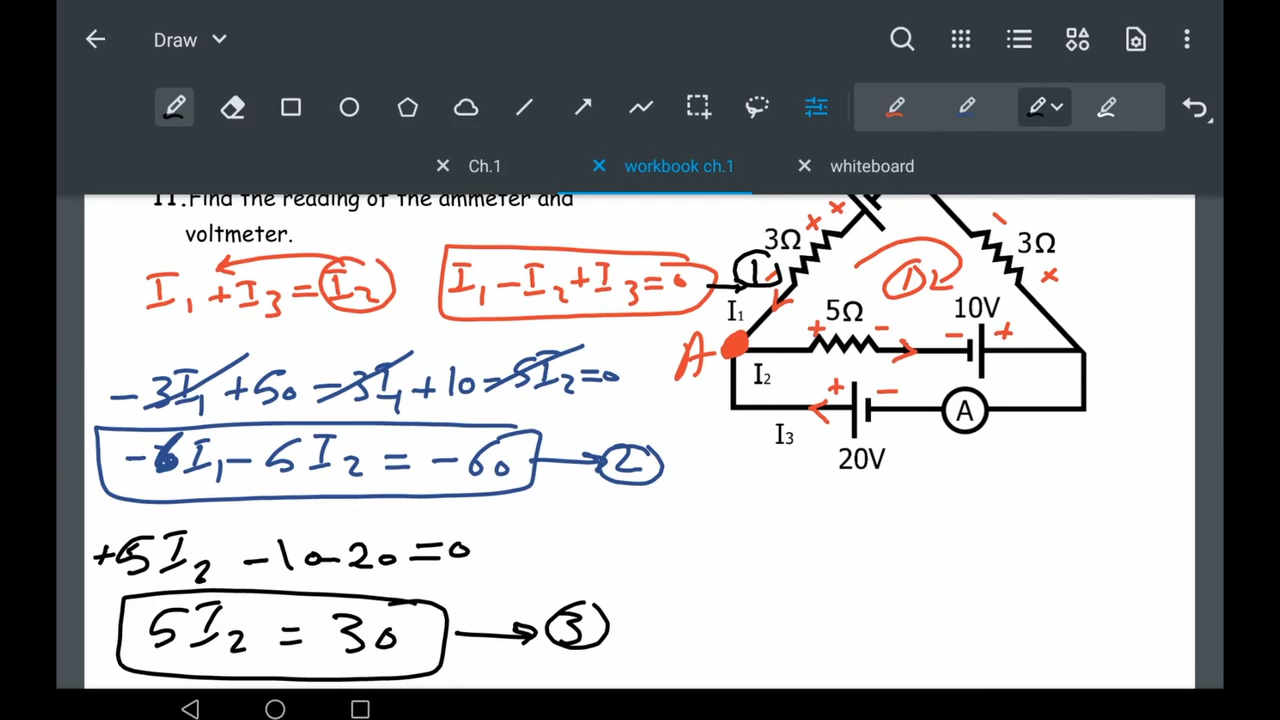 Draw
Ch.1
workbook ch.1
whiteboard
11.Find the reading of the ammeter and
voltmeter.
I₁ + I₃ = I₂
I₁ - I₂ + I₃ = 0
1
-3I₁ + 50 - 3I₁ + 10 - 5I₂ = 0
-6I₁ - 5I₂ = -60
2
+5I₂ - 10 - 20 = 0
5I₂ = 30
3
3Ω
3Ω
I₁
5Ω
10V
A
I₂
A
I₃
20V